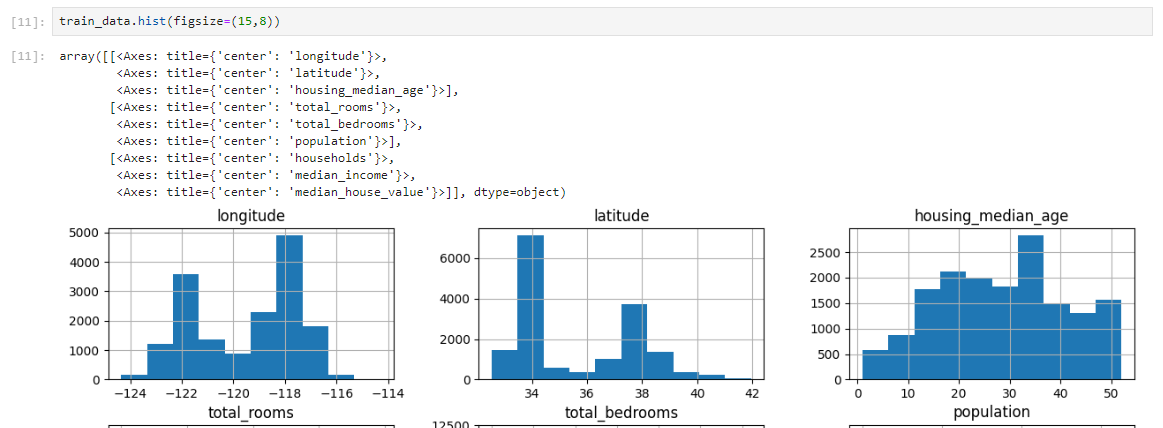 [11]: train_data.hist(figsize=(15,8))
[11]: array([[<Axes: title={'center': 'longitude'}>,
<Axes: title={'center': 'latitude'}>,
<Axes: title={'center': 'housing_median_age'}>],
[<Axes: title={'center': 'total_rooms'}>,
<Axes: title={'center': 'total_bedrooms'}>,
<Axes: title={'center': 'population'}>],
[<Axes: title={'center': 'households'}>,
<Axes: title={'center': 'median_income'}>,
<Axes: title={'center': 'median_house_value'}>]], dtype=object)
longitude
5000
4000
3000
2000
1000
0
−124 −122 −120 −118 −116 −114
latitude
6000
4000
2000
0
34 36 38 40 42
housing_median_age
2500
2000
1500
1000
500
0
0 10 20 30 40 50
total_rooms
total_bedrooms
12500
population